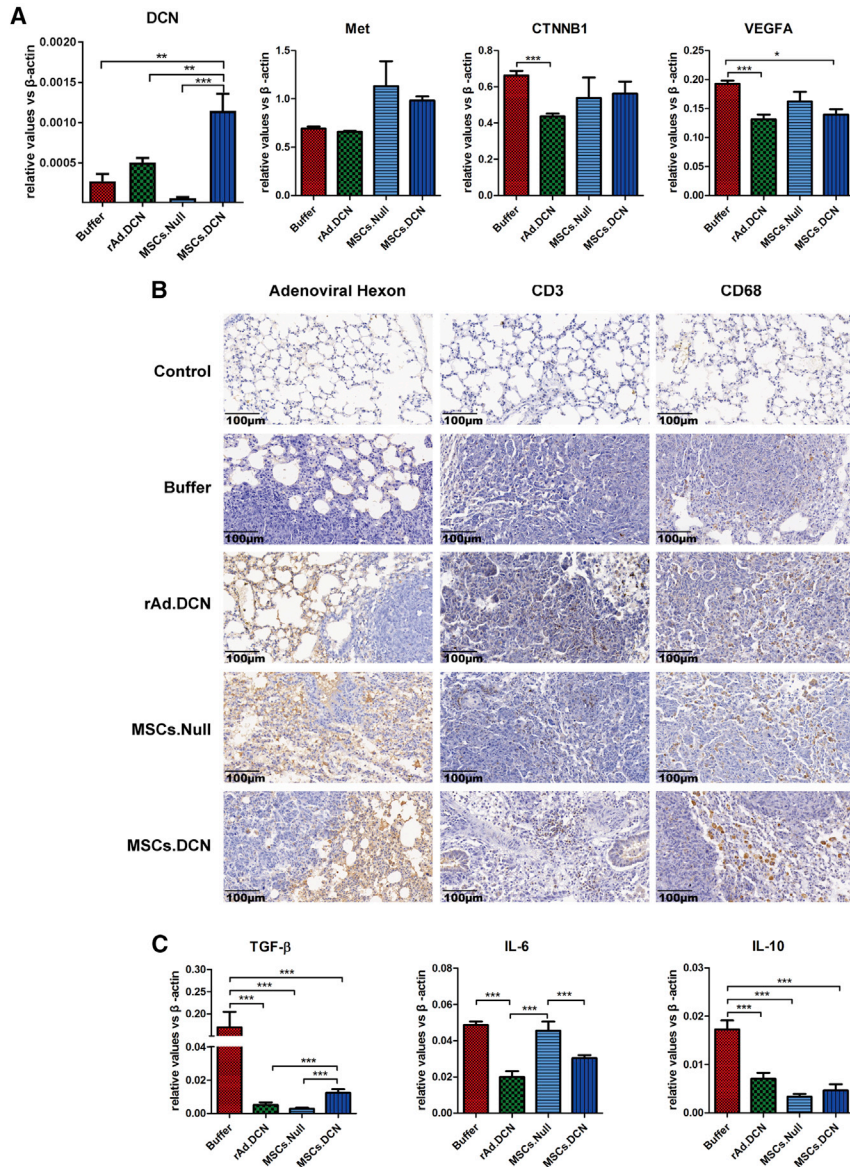 A
DCN
relative values vs β-actin
0.0020
0.0015
0.0010
0.0005
**
**
***
Buffer
rAd.DCN
MSCs.Null
MSCs.DCN
Met
relative values vs β -actin
1.5
1.0
0.5
0.0
Buffer
rAd.DCN
MSCs.Null
MSCs.DCN
CTNNB1
relative values vs β -actin
0.8
0.6
0.4
0.2
0.0
***
Buffer
rAd.DCN
MSCs.Null
MSCs.DCN
VEGFA
relative values vs β -actin
0.25
0.20
0.15
0.10
0.05
0.00
*
***
Buffer
rAd.DCN
MSCs.Null
MSCs.DCN
B
Adenoviral Hexon CD3 CD68
Control
100µm 100µm 100µm
Buffer
100µm 100µm 100µm
rAd.DCN
100µm 100µm 100µm
MSCs.Null
100µm 100µm 100µm
MSCs.DCN
100µm 100µm 100µm
C
TGF-β
relative values vs β -actin
0.30
0.25
0.20
0.04
0.02
0.00
***
***
***
***
***
Buffer
rAd.DCN
MSCs.Null
MSCs.DCN
IL-6
relative values vs β -actin
0.08
0.06
0.04
0.02
0.00
***
***
***
Buffer
rAd.DCN
MSCs.Null
MSCs.DCN
IL-10
relative values vs β -actin
0.03
0.02
0.01
0.00
***
***
***
Buffer
rAd.DCN
MSCs.Null
MSCs.DCN